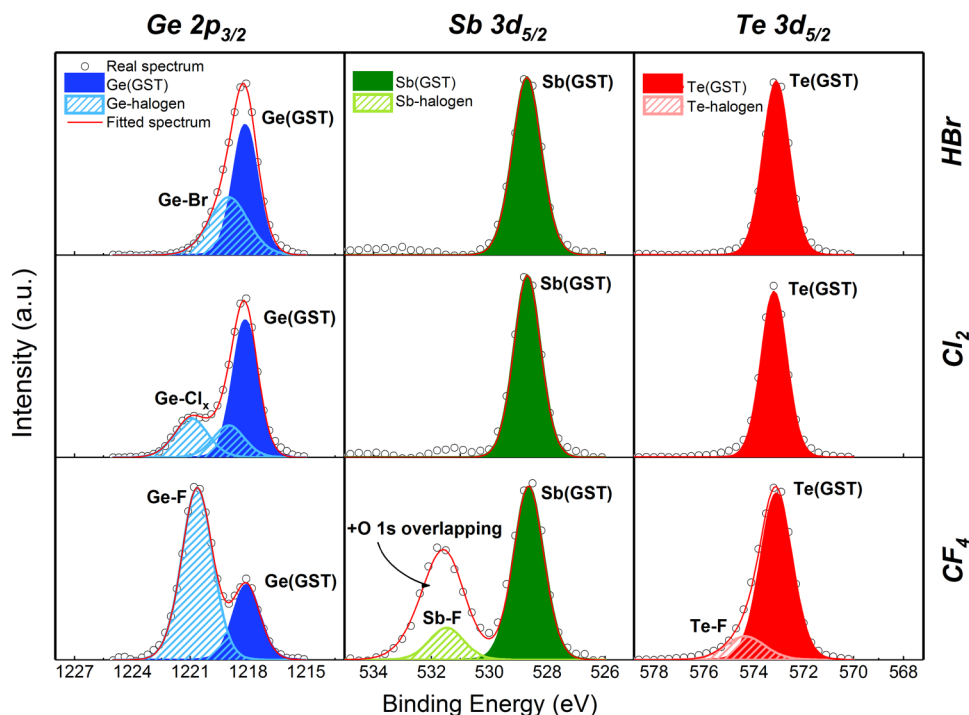 Ge 2p3/2
Sb 3d5/2
Te 3d5/2
Real spectrum
Ge(GST)
Ge-halogen
Fitted spectrum
Ge(GST)
Ge-Br
Sb(GST)
Sb-halogen
Sb(GST)
Te(GST)
Te-halogen
Te(GST)
HBr
Intensity (a.u.)
Ge(GST)
Ge-Clx
Sb(GST)
Te(GST)
Cl2
Ge-F
Ge(GST)
+O 1s overlapping
Sb-F
Sb(GST)
Te-F
Te(GST)
CF4
1227 1224 1221 1218 1215 534 532 530 528 526 578 576 574 572 570 568
Binding Energy (eV)